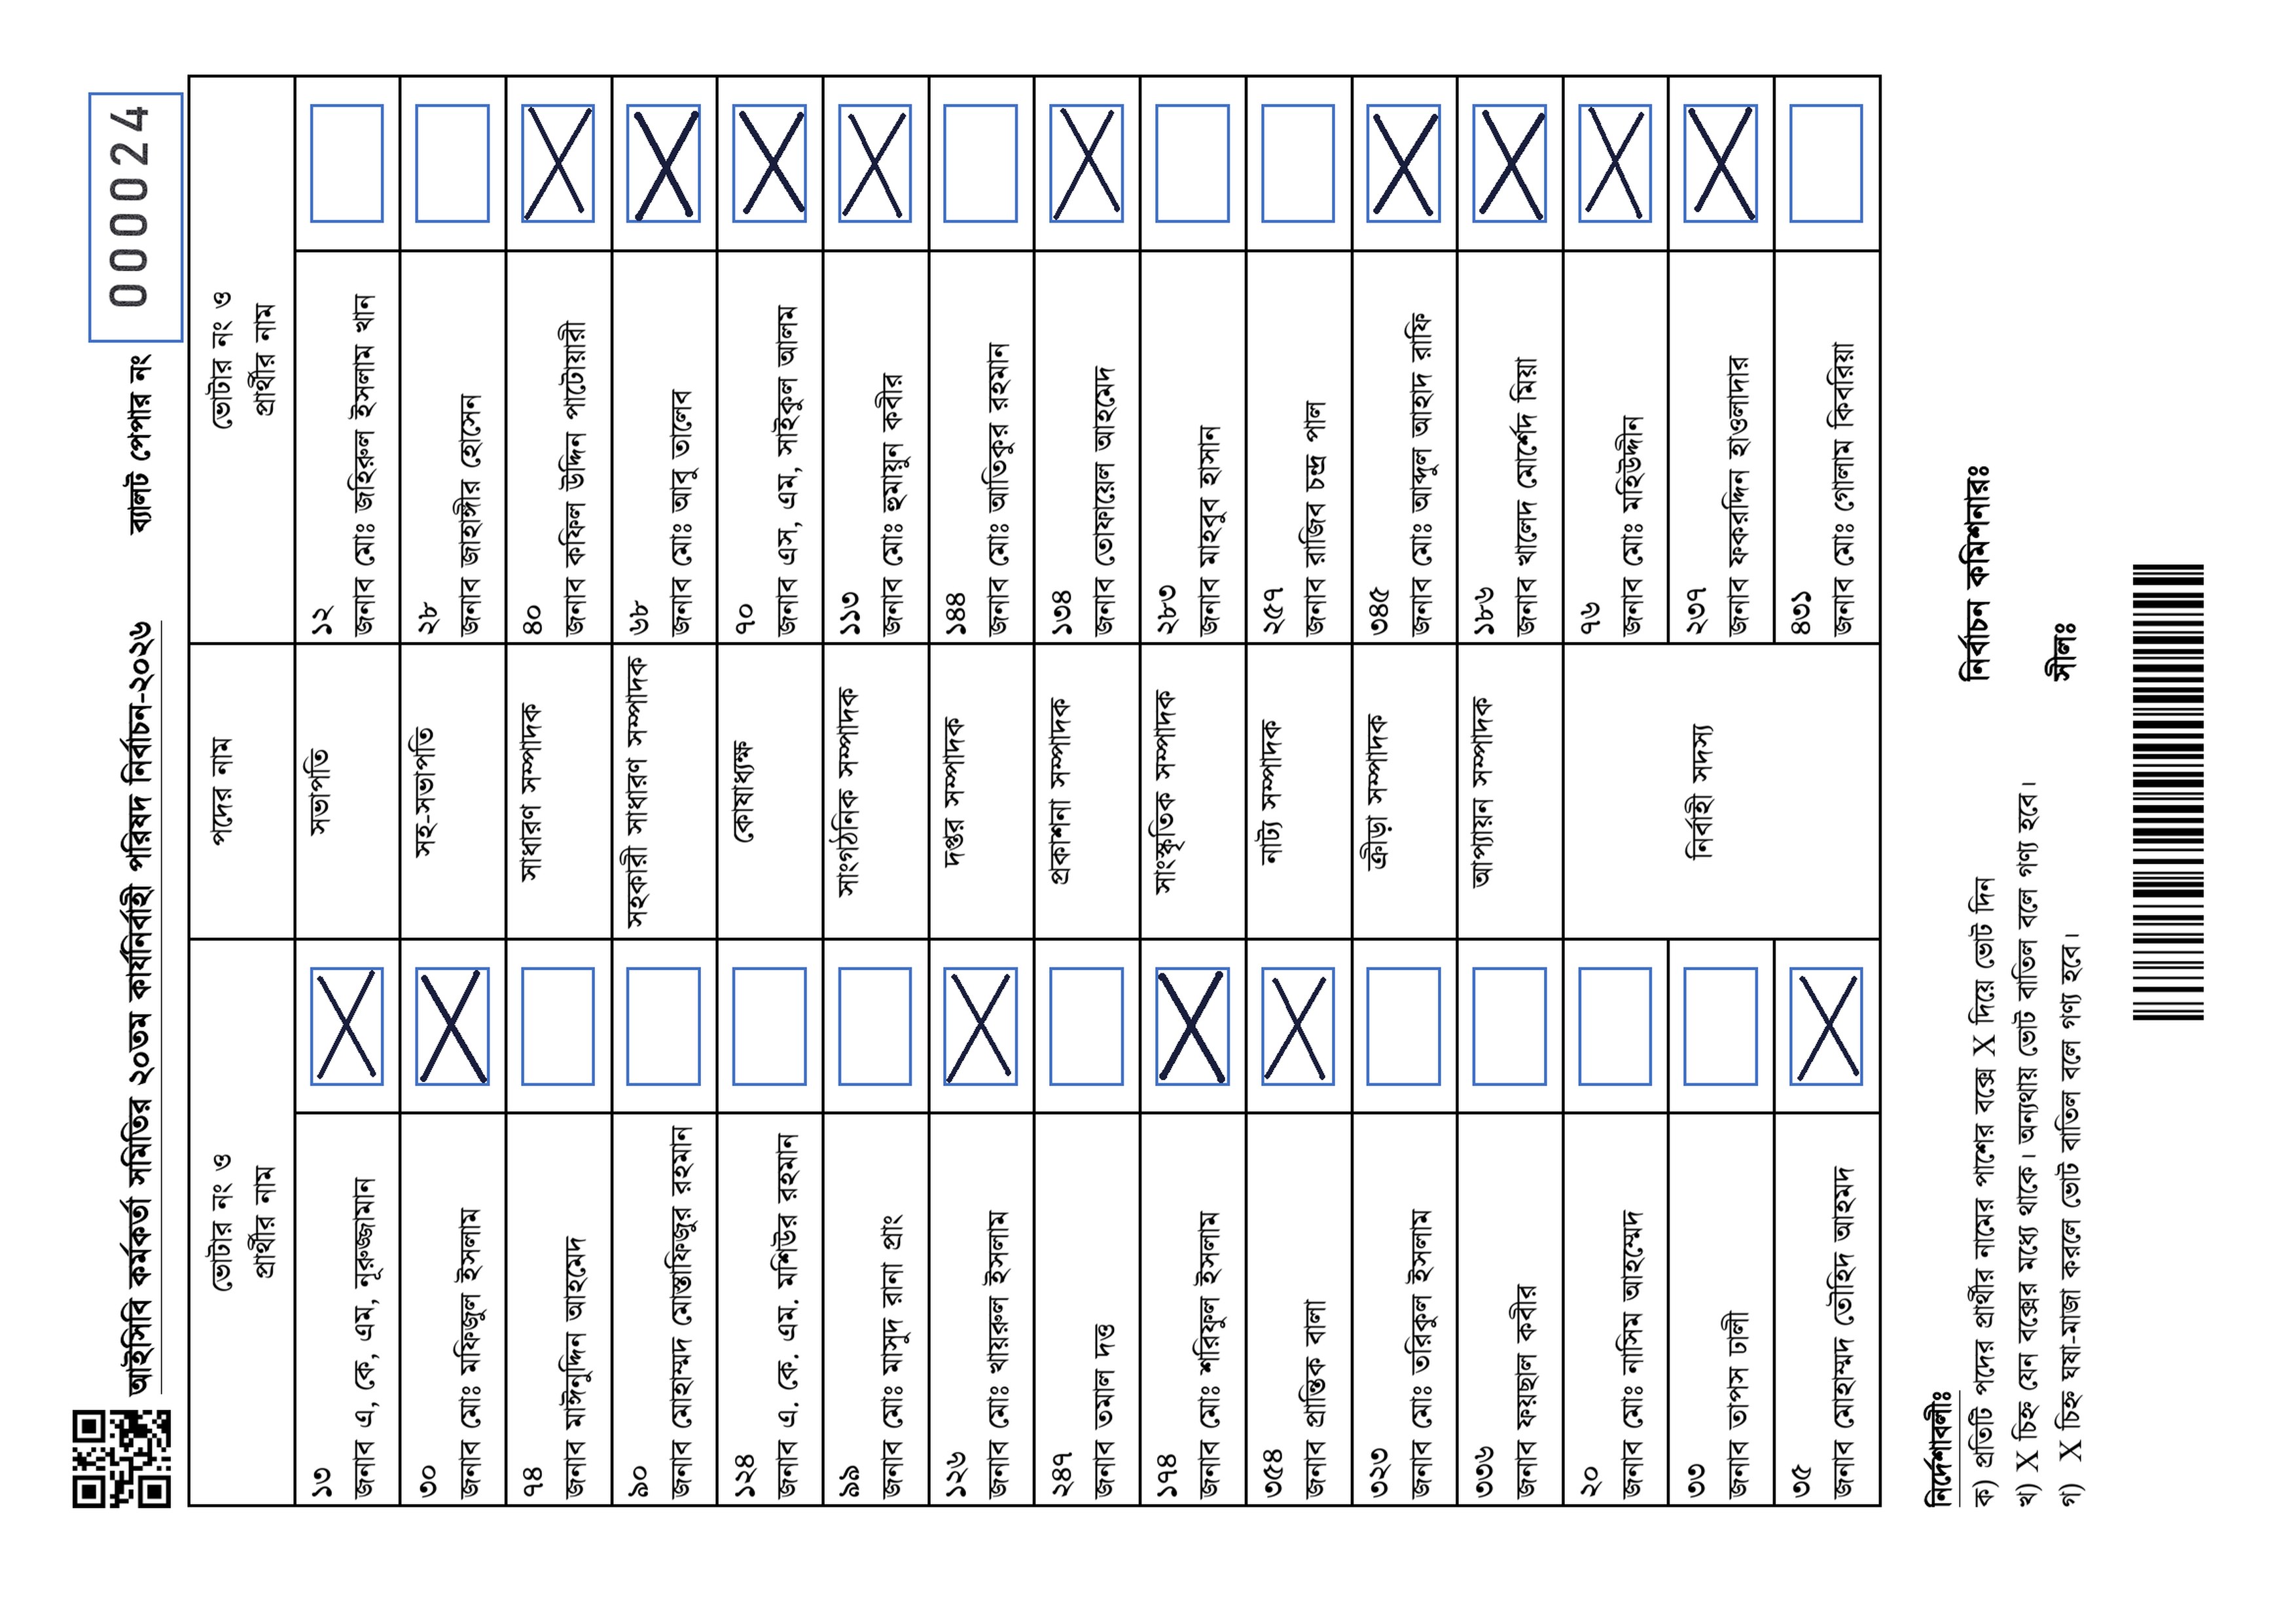 আইসিবি কর্মকর্তা সমিতির ২০তম কার্যনির্বাহী পরিষদ নির্বাচন-২০২৬
ব্যালট পেপার নং 000024
ভোটার নং ও প্রার্থীর নাম
পদের নাম
ভোটার নং ও প্রার্থীর নাম
১৩ জনাব এ, কে, এম, নূরুজ্জামান X
সভাপতি
১২ জনাব মোঃ জহিরুল ইসলাম খান
৩০ জনাব মোঃ মফিজুল ইসলাম X
সহ-সভাপতি
২৮ জনাব জাহাঙ্গীর হোসেন
৭৪ জনাব মাঈনুদ্দিন আহমেদ
সাধারণ সম্পাদক
৪০ জনাব কফিল উদ্দিন পাটোয়ারী X
৯০ জনাব মোহাম্মদ মোস্তাফিজুর রহমান
সহকারী সাধারণ সম্পাদক
৬৮ জনাব মোঃ আবু তালেব X
১২৪ জনাব এ. কে. এম. মশিউর রহমান
কোষাধ্যক্ষ
৭০ জনাব এস, এম, সাইকুল আলম X
৯৯ জনাব মোঃ মাসুদ রানা প্রাং
সাংগঠনিক সম্পাদক
১১৩ জনাব মোঃ হুমায়ুন কবীর X
১২৬ জনাব মোঃ খায়রুল ইসলাম X
দপ্তর সম্পাদক
১৪৪ জনাব মোঃ আতিকুর রহমান
২৪৭ জনাব তমাল দত্ত
প্রকাশনা সম্পাদক
১৩৪ জনাব তোফায়েল আহমেদ X
১৭৪ জনাব মোঃ শরিফুল ইসলাম X
সাংস্কৃতিক সম্পাদক
২৮৩ জনাব মাহবুব হাসান
৩৫৪ জনাব প্রান্তিক বালা X
নাট্য সম্পাদক
২৫৭ জনাব রাজিব চন্দ্র পাল
৩২৩ জনাব মোঃ তরিকুল ইসলাম
ক্রীড়া সম্পাদক
৩৪৫ জনাব মোঃ আব্দুল আহাদ রাফি X
৩৩৬ জনাব ফয়ছাল কবীর
আপ্যায়ন সম্পাদক
১৮৬ জনাব খালেদ মোর্শেদ মিয়া X
২০ জনাব মোঃ নাসিম আহম্মেদ
নির্বাহী সদস্য
৭৬ জনাব মোঃ মহিউদ্দীন X
৩৩ জনাব তাপস ঢালী
২৩৭ জনাব ফকরদ্দিন হাওলাদার X
৩৫ জনাব মোহাম্মদ তৌহিদ আহমদ X
৪৩১ জনাব মোঃ গোলাম কিবরিয়া
নির্দেশাবলীঃ
ক) প্রতিটি পদের প্রার্থীর নামের পাশের বক্সে X দিয়ে ভোট দিন
খ) X চিহ্ন যেন বক্সের মধ্যে থাকে। অন্যথায় ভোট বাতিল বলে গণ্য হবে।
গ) X চিহ্ন ঘষা-মাজা করলে ভোট বাতিল বলে গণ্য হবে।
নির্বাচন কমিশনারঃ
সীলঃ